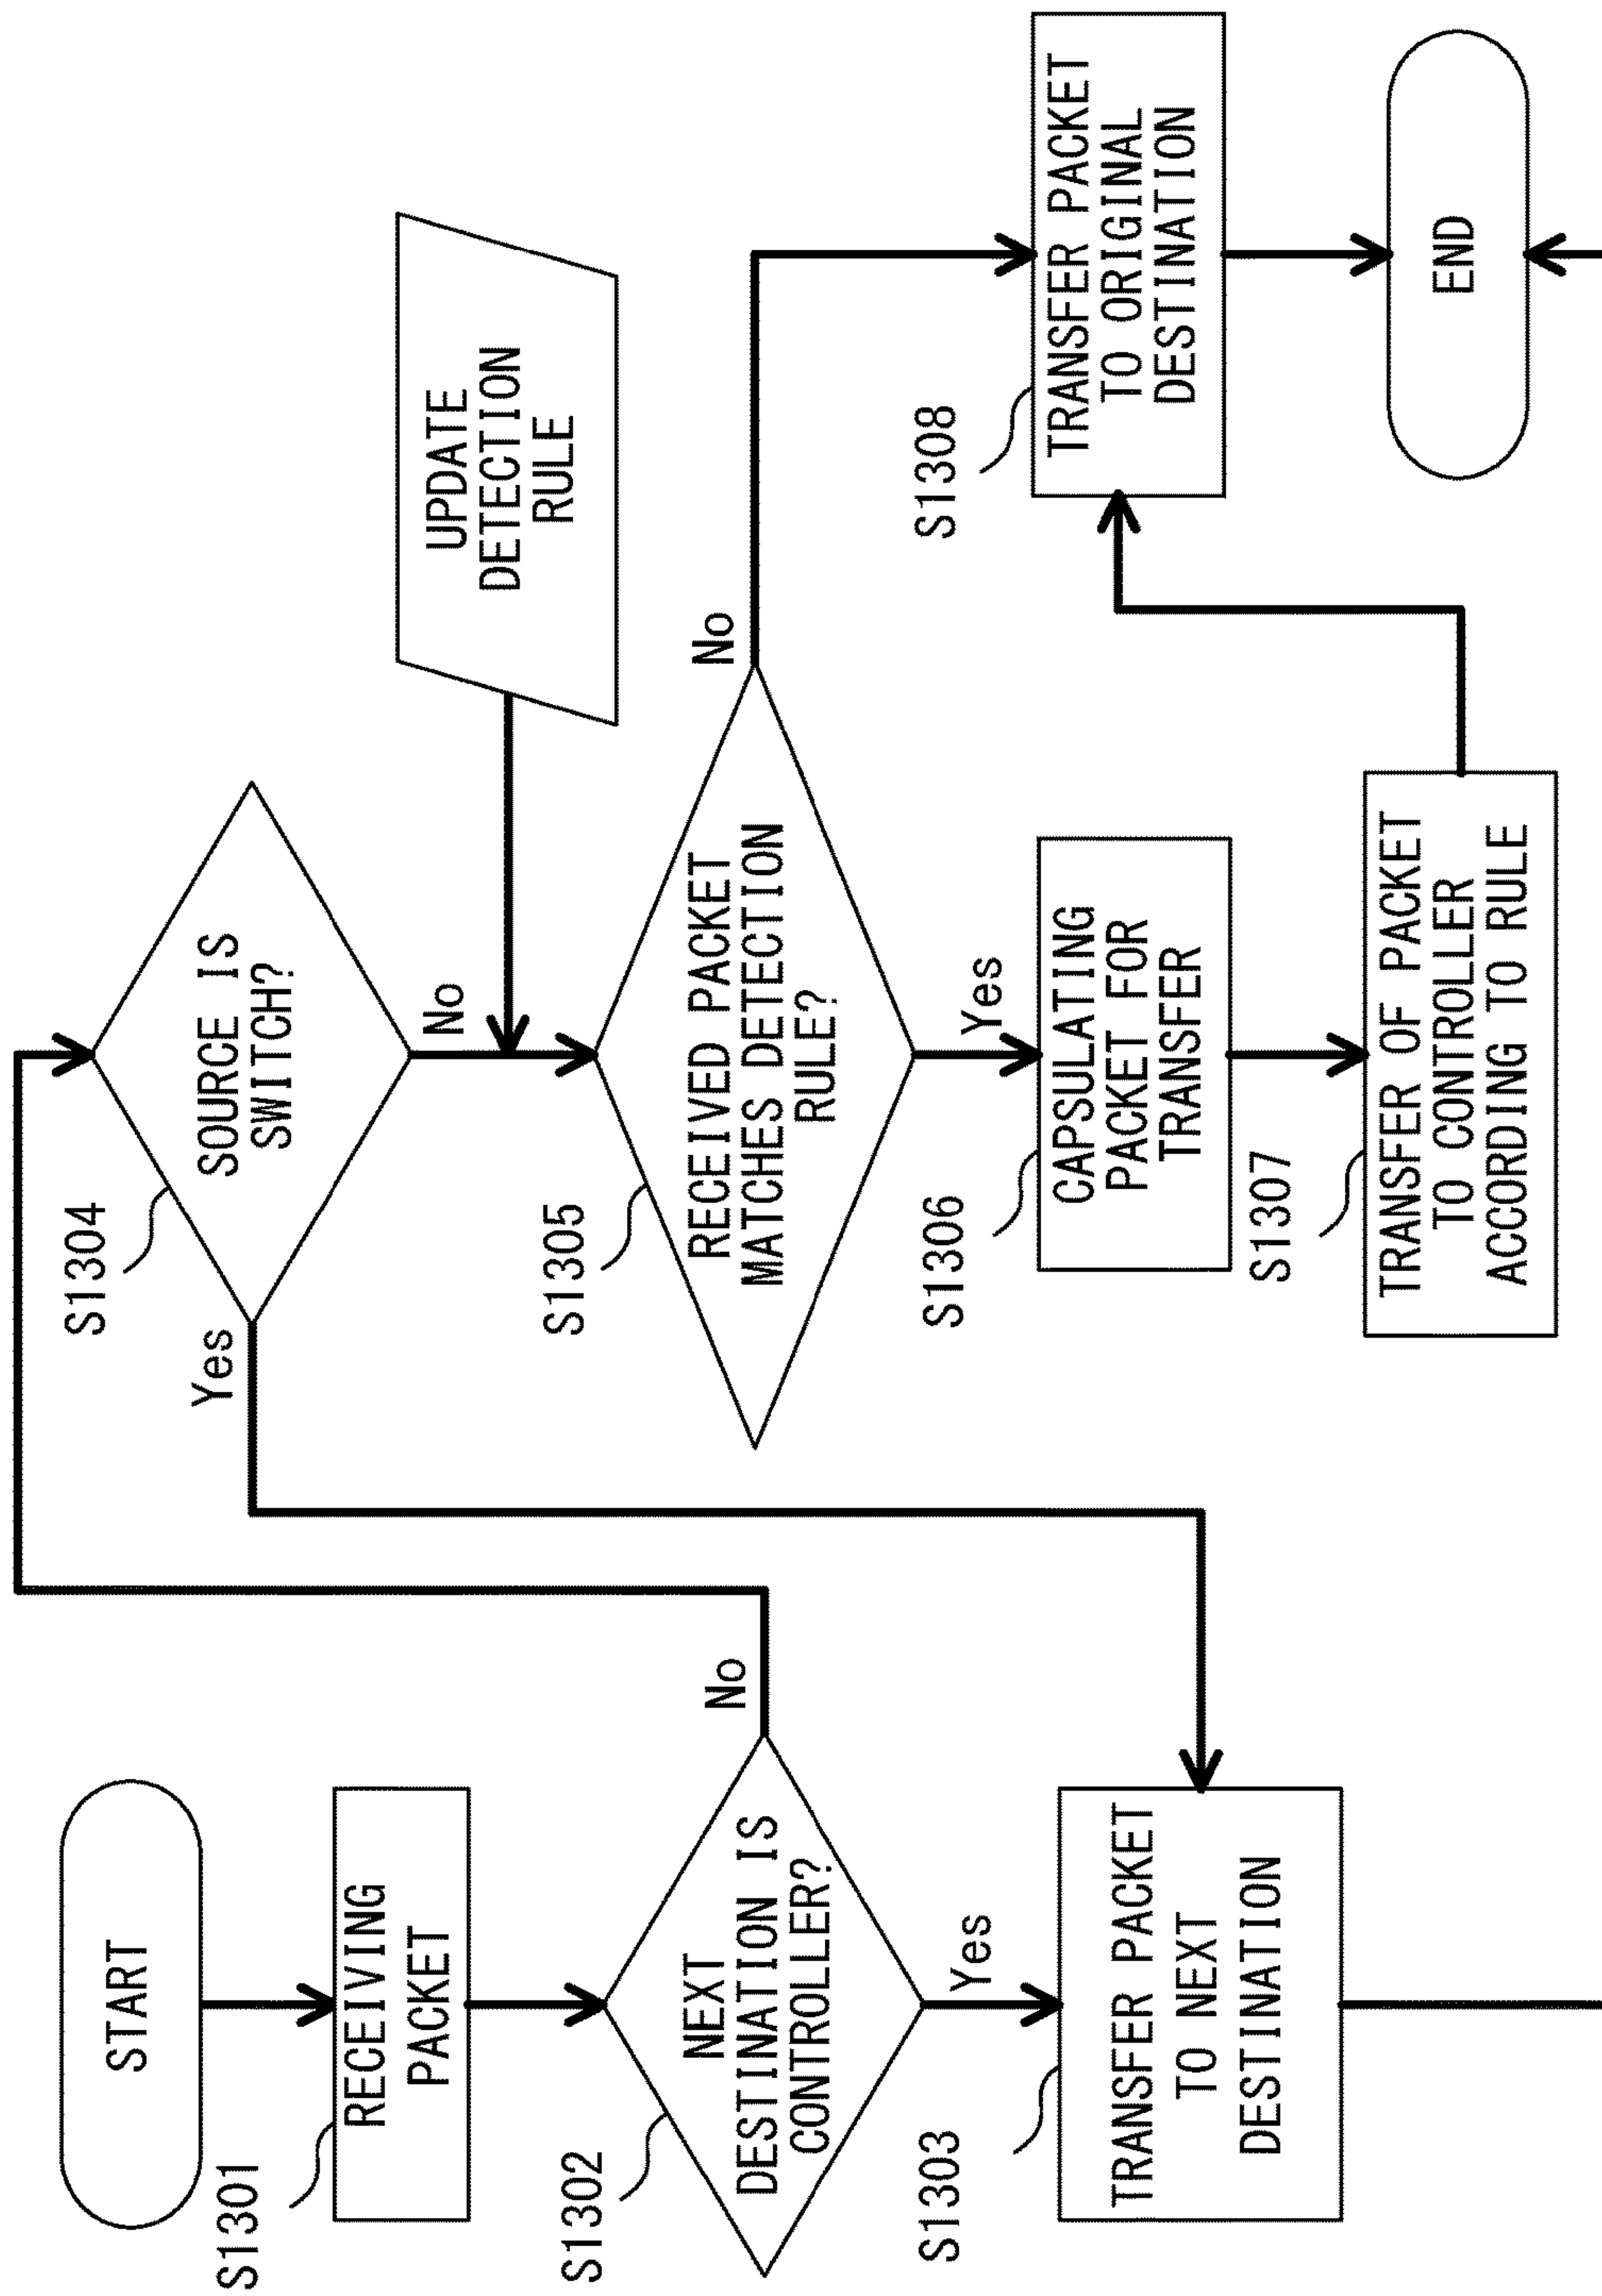 START
S1301
RECEIVING
PACKET
S1302
NEXT
DESTINATION IS
CONTROLLER?
No
Yes
S1303
TRANSFER PACKET
TO NEXT
DESTINATION
S1304
SOURCE IS
SWITCH?
Yes
No
UPDATE
DETECTION
RULE
S1305
RECEIVED PACKET
MATCHES DETECTION
RULE?
No
Yes
S1306
CAPSULATING
PACKET FOR
TRANSFER
S1307
TRANSFER OF PACKET
TO CONTROLLER
ACCORDING TO RULE
S1308
TRANSFER PACKET
TO ORIGINAL
DESTINATION
END